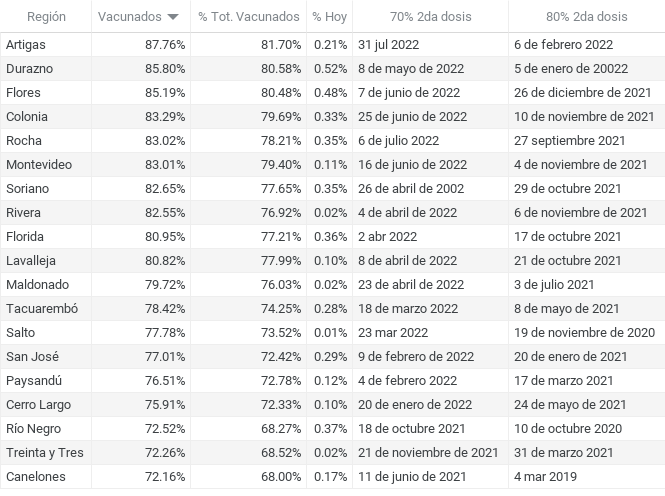 Región Vacunados % Tot. Vacunados % Hoy 70% 2da dosis 80% 2da dosis
Artigas 87.76% 81.70% 0.21% 31 jul 2022 6 de febrero 2022
Durazno 85.80% 80.58% 0.52% 8 de mayo de 2022 5 de enero de 20022
Flores 85.19% 80.48% 0.48% 7 de junio de 2022 26 de diciembre de 2021
Colonia 83.29% 79.69% 0.33% 25 de junio de 2022 10 de noviembre de 2021
Rocha 83.02% 78.21% 0.35% 6 de julio 2022 27 septiembre 2021
Montevideo 83.01% 79.40% 0.11% 16 de junio de 2022 4 de noviembre de 2021
Soriano 82.65% 77.65% 0.35% 26 de abril de 2002 29 de octubre 2021
Rivera 82.55% 76.92% 0.02% 4 de abril de 2022 6 de noviembre de 2021
Florida 80.95% 77.21% 0.36% 2 abr 2022 17 de octubre 2021
Lavalleja 80.82% 77.99% 0.10% 8 de abril de 2022 21 de octubre 2021
Maldonado 79.72% 76.03% 0.02% 23 de abril de 2022 3 de julio 2021
Tacuarembó 78.42% 74.25% 0.28% 18 de marzo 2022 8 de mayo de 2021
Salto 77.78% 73.52% 0.01% 23 mar 2022 19 de noviembre de 2020
San José 77.01% 72.42% 0.29% 9 de febrero de 2022 20 de enero de 2021
Paysandú 76.51% 72.78% 0.12% 4 de febrero 2022 17 de marzo 2021
Cerro Largo 75.91% 72.33% 0.10% 20 de enero de 2022 24 de mayo de 2021
Río Negro 72.52% 68.27% 0.37% 18 de octubre 2021 10 de octubre 2020
Treinta y Tres 72.26% 68.52% 0.02% 21 de noviembre de 2021 31 de marzo 2021
Canelones 72.16% 68.00% 0.17% 11 de junio de 2021 4 mar 2019